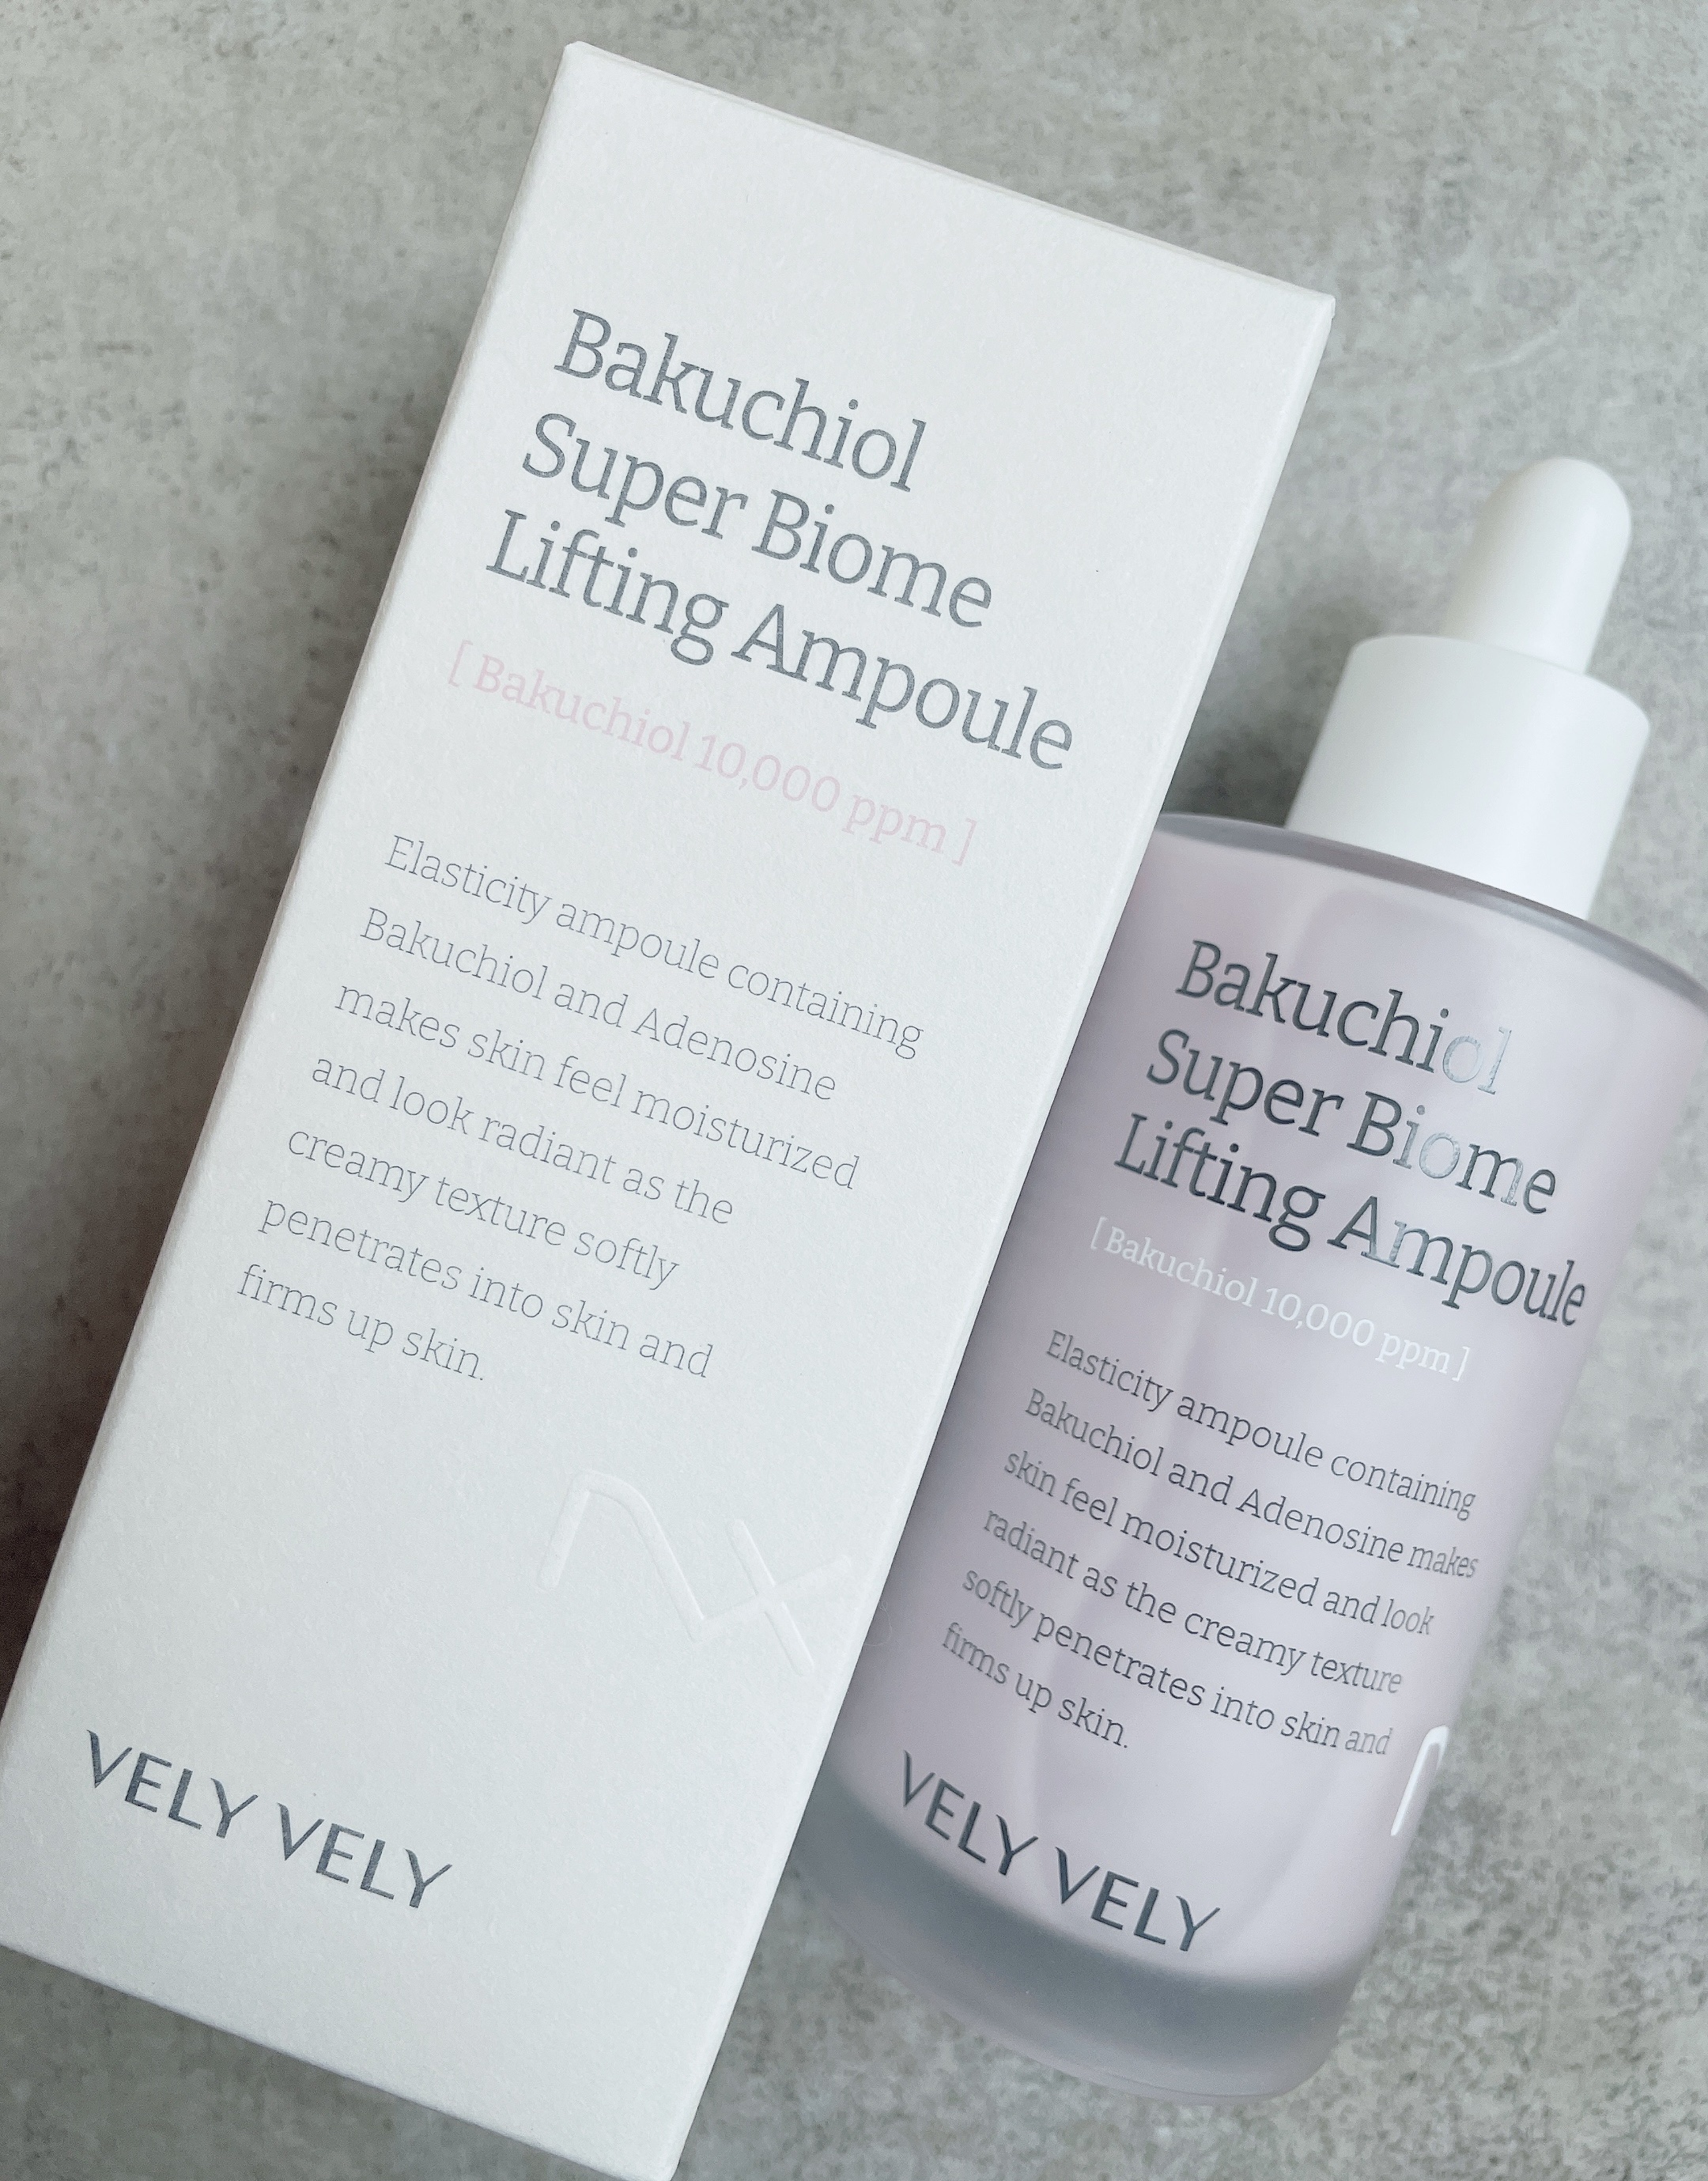 Bakuchiol
Super Biome
Lifting Ampoule
[ Bakuchiol 10,000 ppm ]
Elasticity ampoule containing
Bakuchiol and Adenosine
makes skin feel moisturized
and look radiant as the
creamy texture softly
penetrates into skin and
firms up skin.
VELY VELY
Bakuchiol
Super Biome
Lifting Ampoule
[ Bakuchiol 10,000 ppm ]
Elasticity ampoule containing
Bakuchiol and Adenosine makes
skin feel moisturized and look
radiant as the creamy texture
softly penetrates into skin and
firms up skin.
VELY VELY